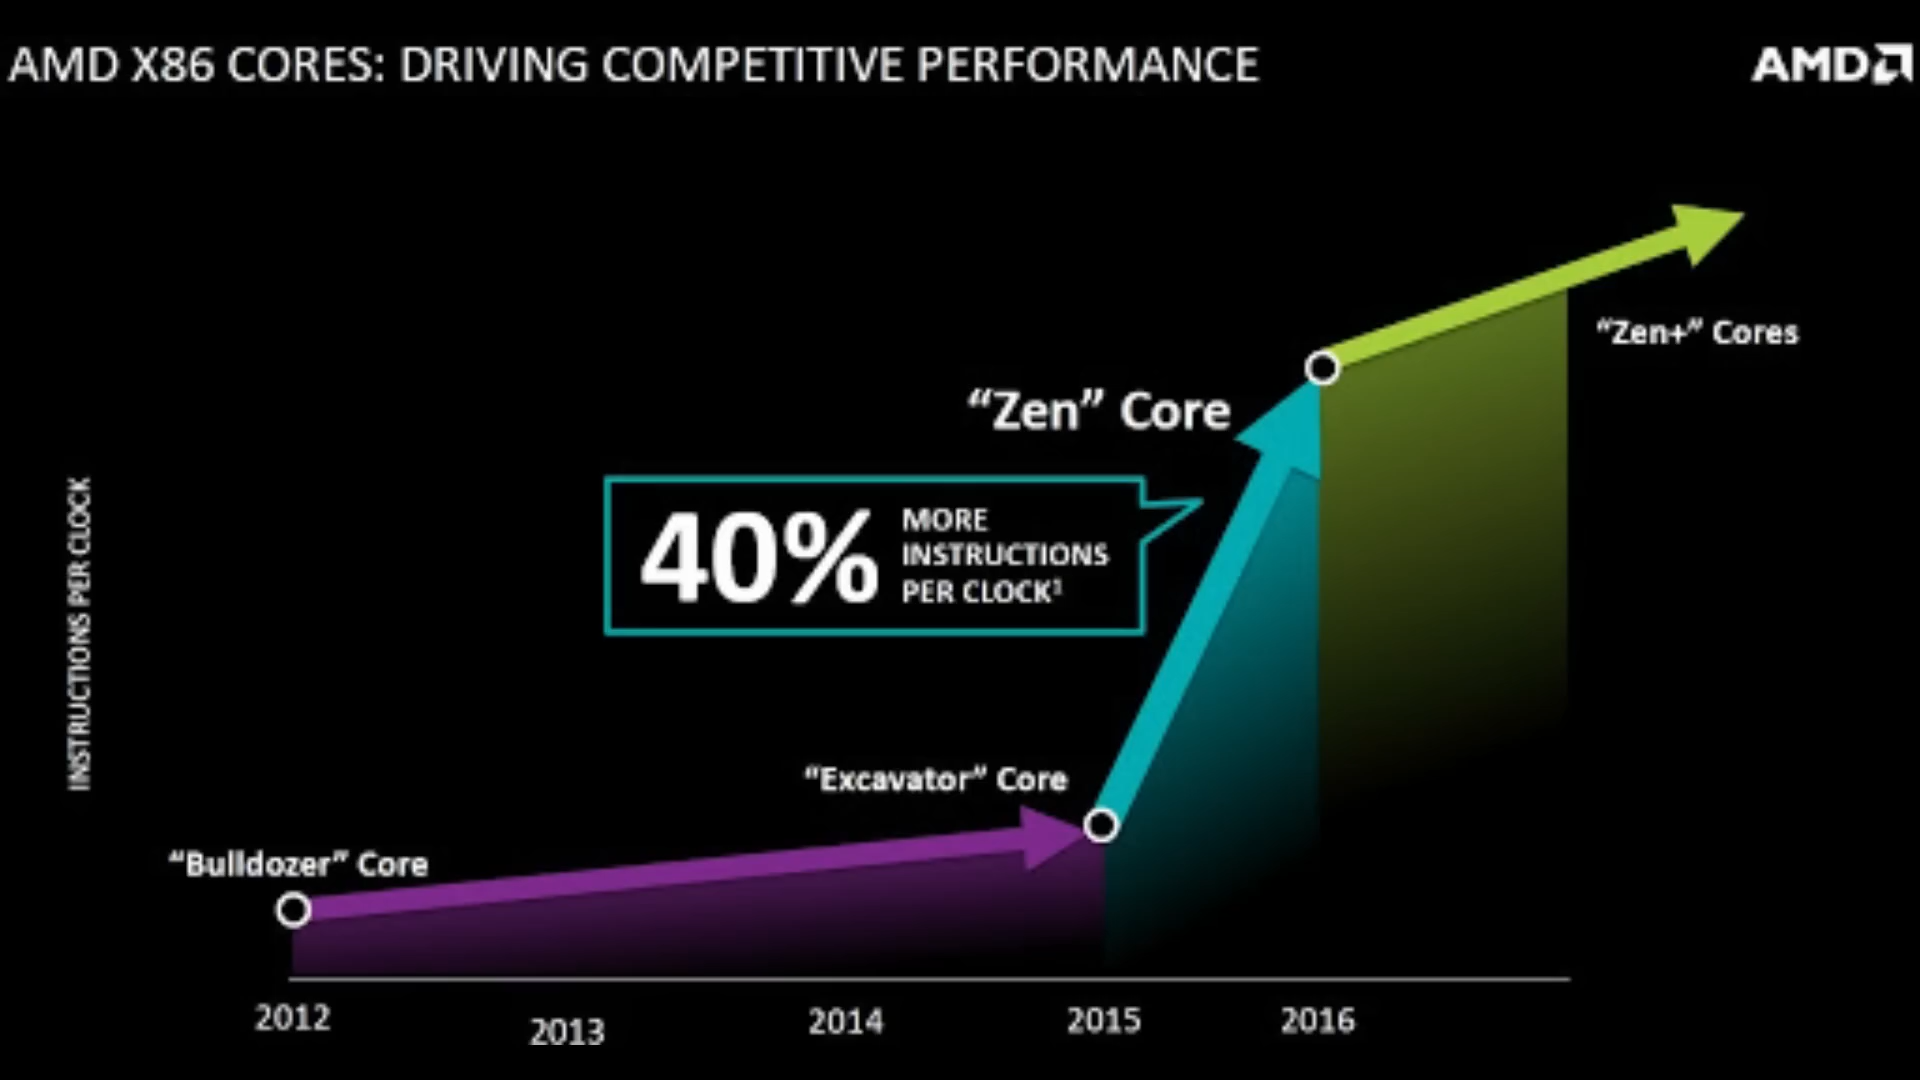 AMD X86 CORES: DRIVING COMPETITIVE PERFORMANCE
AMD
“Zen+” Cores
“Zen” Core
40%
MORE
INSTRUCTIONS
PER CLOCK¹
INSTRUCTIONS PER CLOCK
“Excavator” Core
“Bulldozer” Core
2012
2013
2014
2015
2016